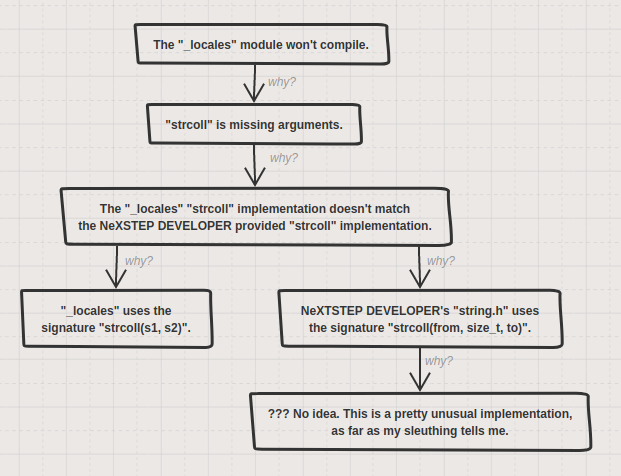 The "_locales" module won't compile.
why?
"strcoll" is missing arguments.
why?
The "_locales" "strcoll" implementation doesn't match
the NeXSTEP DEVELOPER provided "strcoll" implementation.
why?
why?
"_locales" uses the
signature "strcoll(s1, s2)".
NeXTSTEP DEVELOPER's "string.h" uses
the signature "strcoll(from, size_t, to)".
why?
??? No idea. This is a pretty unusual implementation,
as far as my sleuthing tells me.